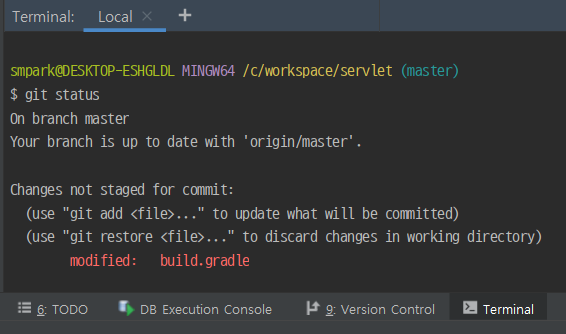 Terminal: Local × +
smpark@DESKTOP-ESHGLDL MINGW64 /c/workspace/servlet (master)
$ git status
On branch master
Your branch is up to date with 'origin/master'.
Changes not staged for commit:
  (use "git add <file>..." to update what will be committed)
  (use "git restore <file>..." to discard changes in working directory)
        modified:   build.gradle
6: TODO DB Execution Console 9: Version Control Terminal